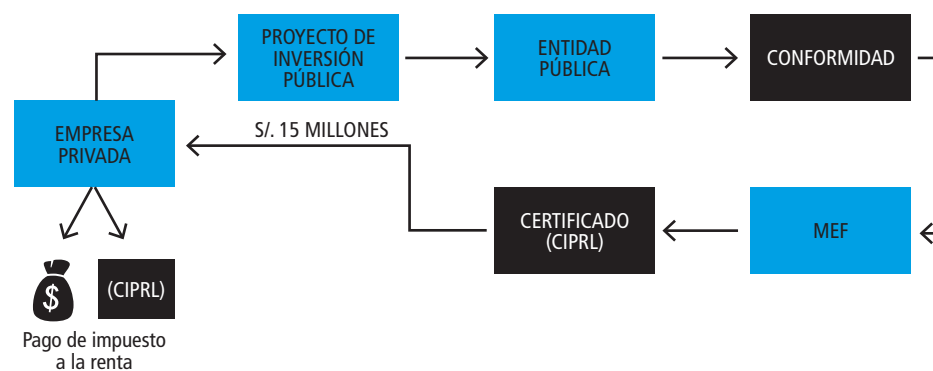 PROYECTO DE
INVERSIÓN
PÚBLICA
ENTIDAD
PÚBLICA
CONFORMIDAD
EMPRESA
PRIVADA
S/. 15 MILLONES
CERTIFICADO
(CIPRL)
MEF
$
(CIPRL)
Pago de impuesto
a la renta